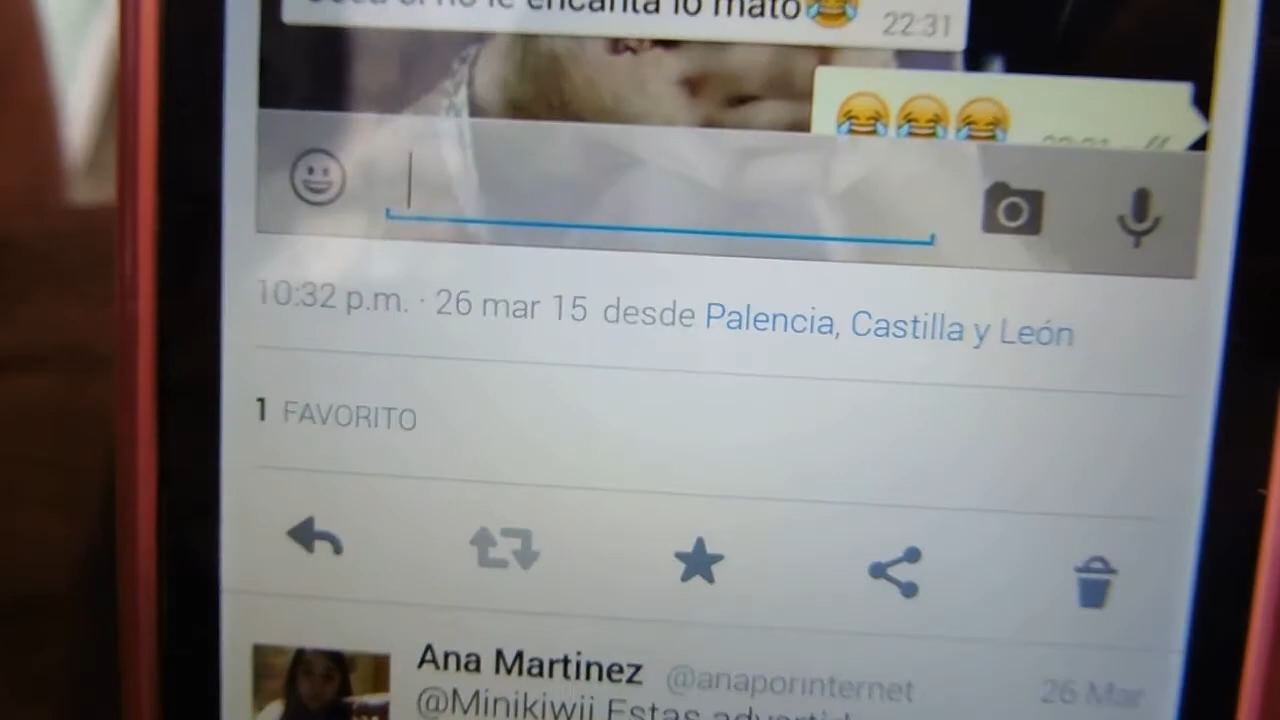 encanta lo mato😂 22:31
😂😂😂
10:32 p.m. · 26 mar 15 desde Palencia, Castilla y León
1 FAVORITO
Ana Martinez @anaporinternet 26 Mar
@Minikiwii Estas